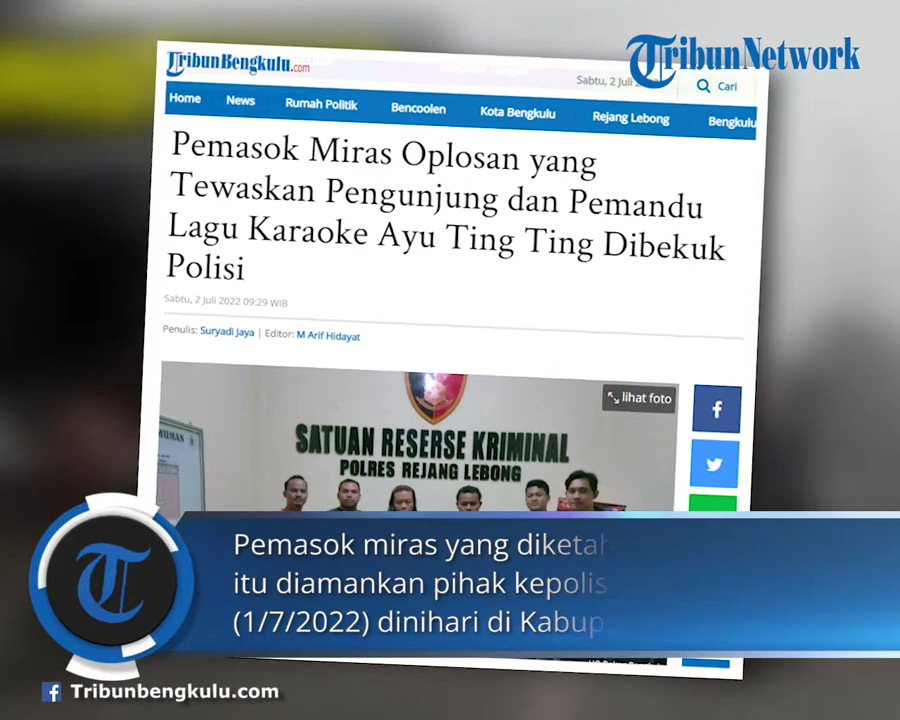 TribunBengkulu.com
TribunNetwork
Sabtu, 2 Juli
Cari
Home News Rumah Politik Bencoolen Kota Bengkulu Rejang Lebong Bengkulu
Pemasok Miras Oplosan yang
Tewaskan Pengunjung dan Pemandu
Lagu Karaoke Ayu Ting Ting Dibekuk
Polisi
Sabtu, 2 Juli 2022 09:29 WIB
Penulis: Suryadi Jaya | Editor: M Arif Hidayat
lihat foto
SATUAN RESERSE KRIMINAL
POLRES REJANG LEBONG
Pemasok miras yang diketah
itu diamankan pihak kepolis
(1/7/2022) dinihari di Kabup
Tribunbengkulu.com